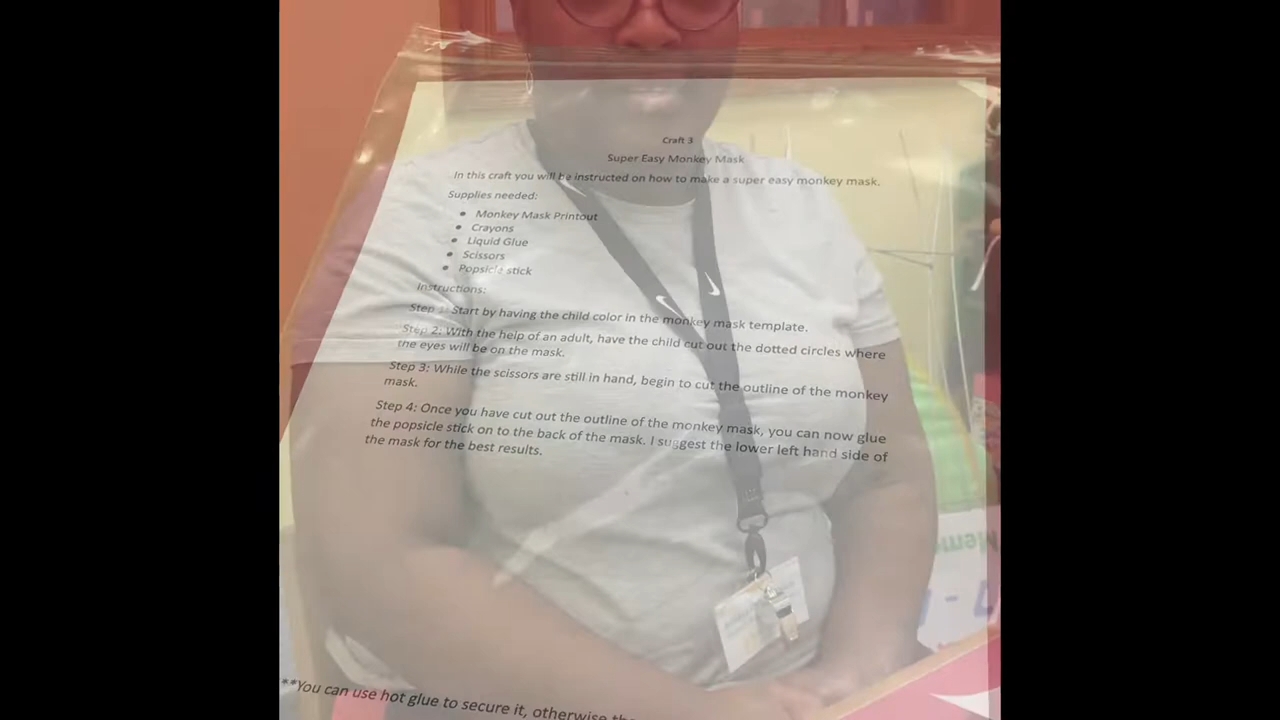 Craft 3
Super Easy Monkey Mask
In this craft you will be instructed on how to make a super easy monkey mask.
Supplies needed:
Monkey Mask Printout
Crayons
Liquid Glue
Scissors
Popsicle stick
Instructions:
Step 1: Start by having the child color in the monkey mask template.
Step 2: With the help of an adult, have the child cut out the dotted circles where
the eyes will be on the mask.
Step 3: While the scissors are still in hand, begin to cut the outline of the monkey
mask.
Step 4: Once you have cut out the outline of the monkey mask, you can now glue
the popsicle stick on to the back of the mask. I suggest the lower left hand side of
the mask for the best results.
**You can use hot glue to secure it, otherwise